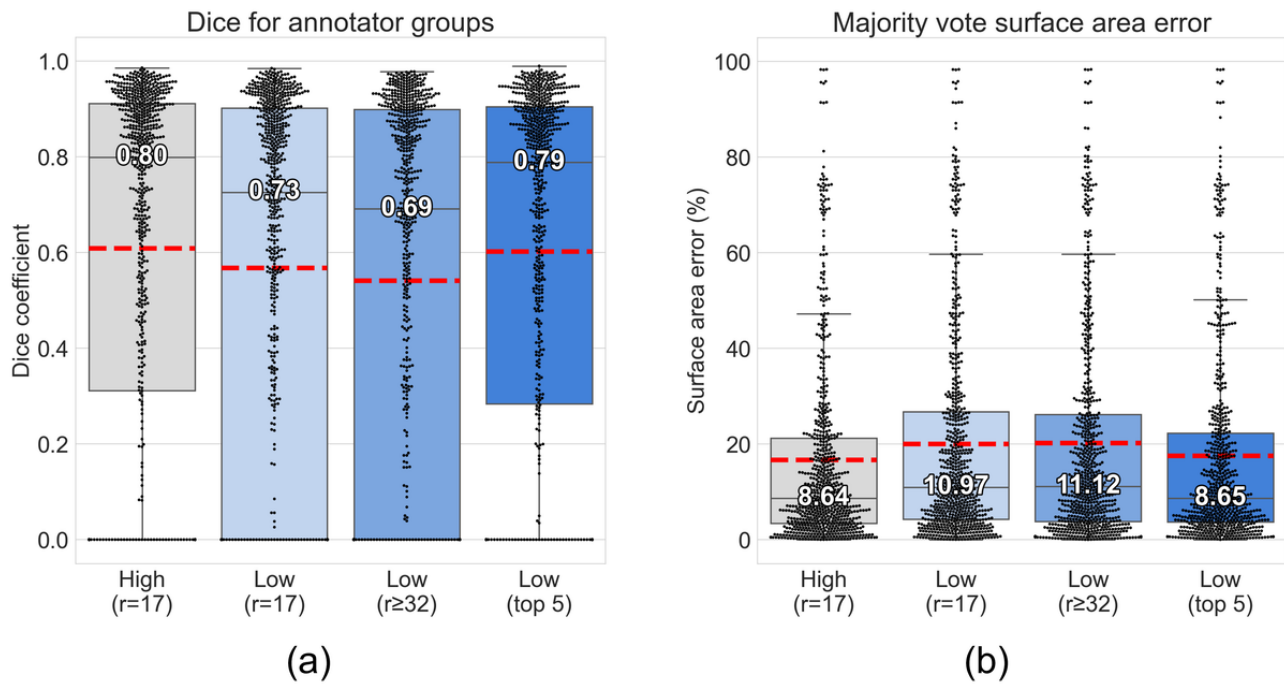 Dice for annotator groups
Dice coefficient
1.0
0.8
0.6
0.4
0.2
0.0
0.80
0.73
0.69
0.79
High
(r=17)
Low
(r=17)
Low
(r≥32)
Low
(top 5)
(a)
Majority vote surface area error
Surface area error (%)
100
80
60
40
20
0
8.64
10.97
11.12
8.65
High
(r=17)
Low
(r=17)
Low
(r≥32)
Low
(top 5)
(b)